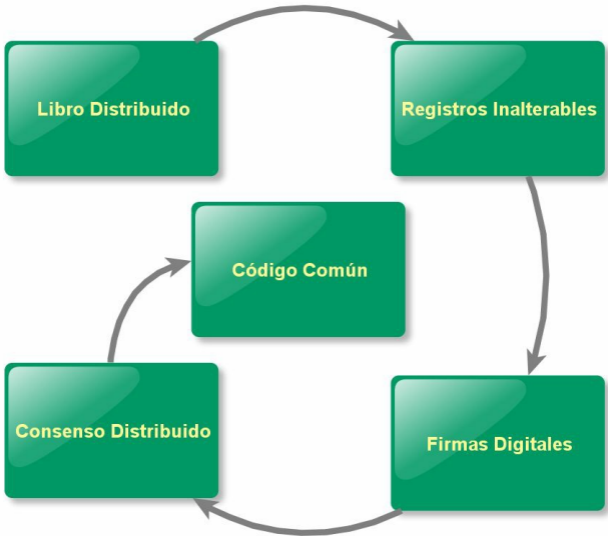 Libro Distribuido
Registros Inalterables
Código Común
Consenso Distribuido
Firmas Digitales